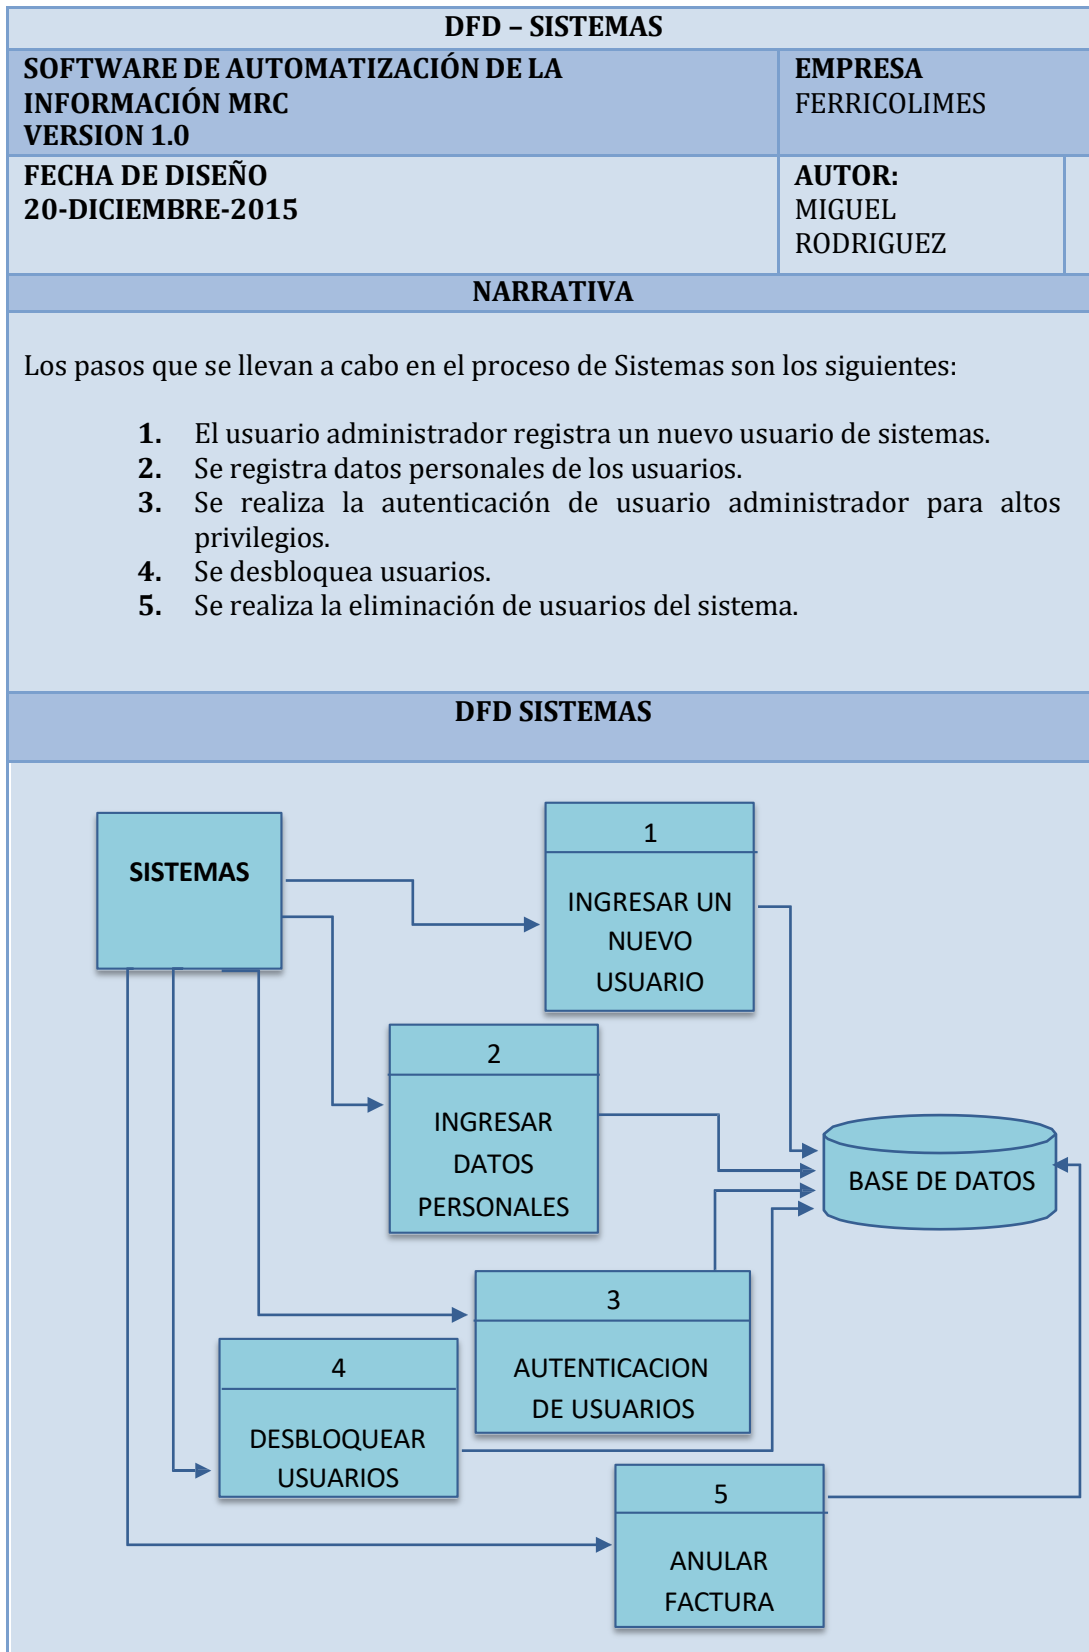 DFD – SISTEMAS
SOFTWARE DE AUTOMATIZACIÓN DE LA
INFORMACIÓN MRC
VERSION 1.0
EMPRESA
FERRICOLIMES
FECHA DE DISEÑO
20-DICIEMBRE-2015
AUTOR:
MIGUEL
RODRIGUEZ
NARRATIVA
Los pasos que se llevan a cabo en el proceso de Sistemas son los siguientes:
1. El usuario administrador registra un nuevo usuario de sistemas.
2. Se registra datos personales de los usuarios.
3. Se realiza la autenticación de usuario administrador para altos
privilegios.
4. Se desbloquea usuarios.
5. Se realiza la eliminación de usuarios del sistema.
DFD SISTEMAS
SISTEMAS
1
INGRESAR UN
NUEVO
USUARIO
2
INGRESAR
DATOS
PERSONALES
BASE DE DATOS
3
AUTENTICACION
DE USUARIOS
4
DESBLOQUEAR
USUARIOS
5
ANULAR
FACTURA